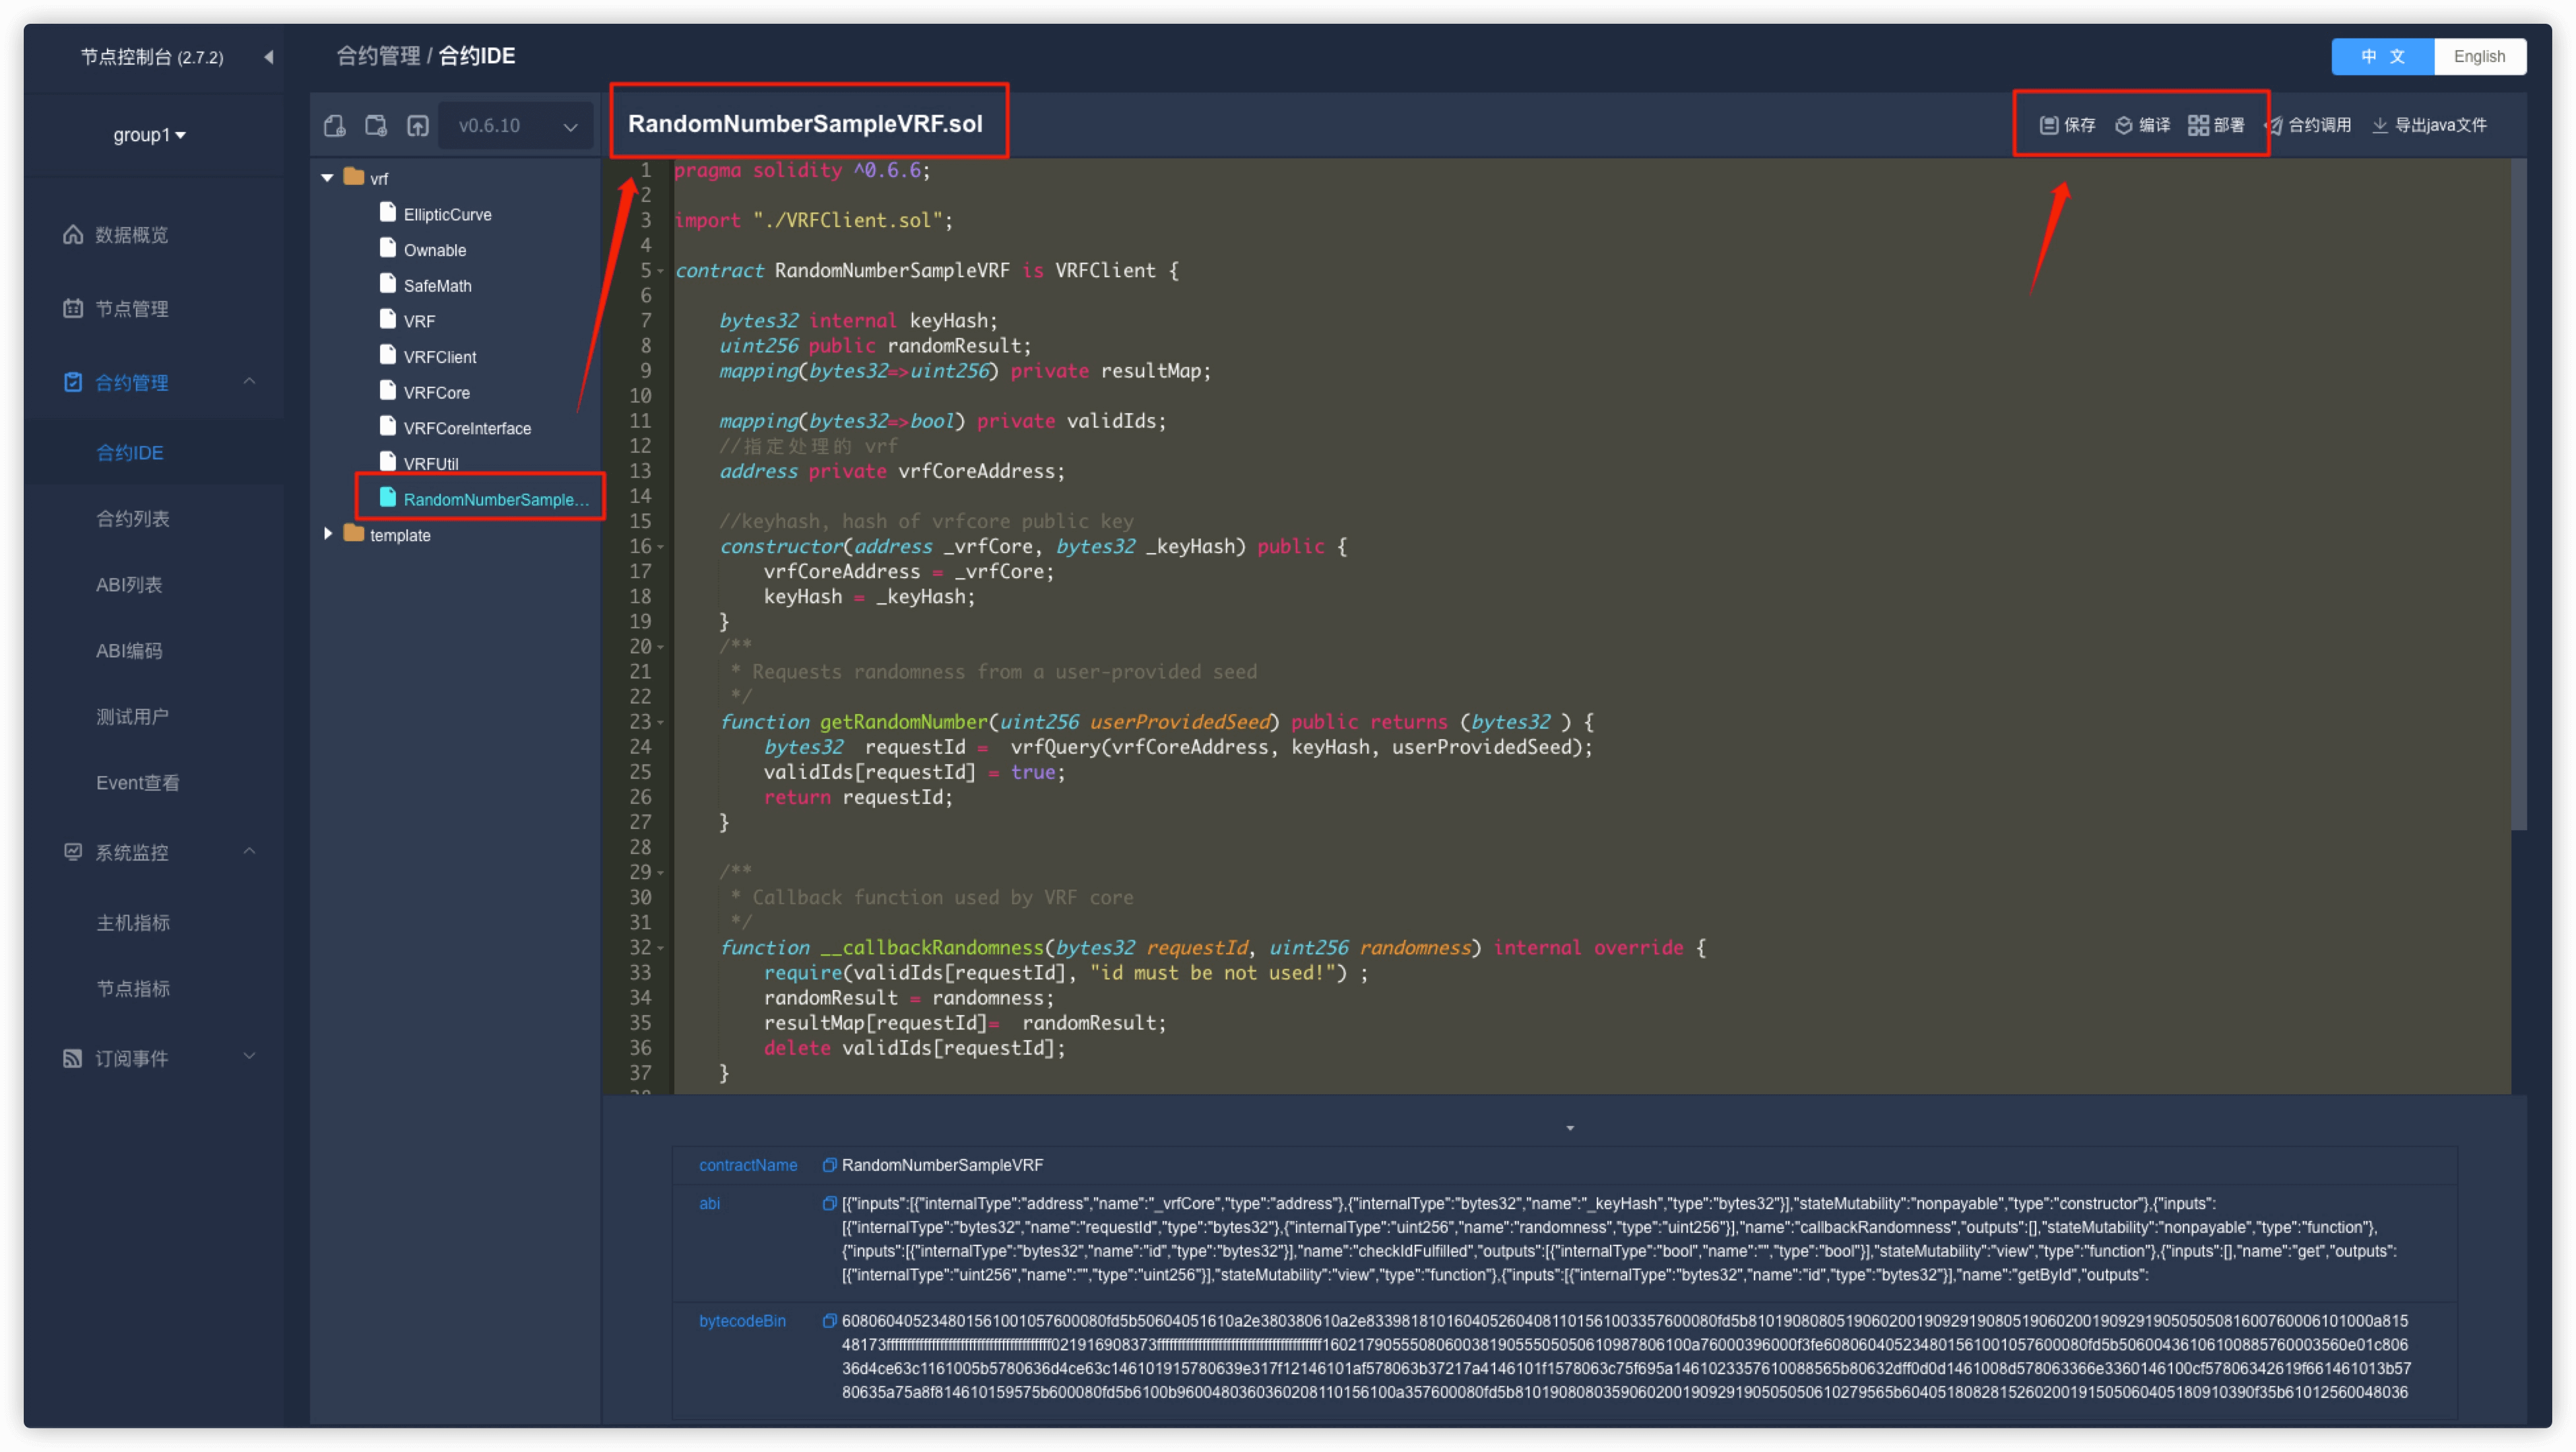 节点控制台 (2.7.2)
group1
数据概览
节点管理
合约管理
合约IDE
合约列表
ABI列表
ABI编码
测试用户
Event查看
系统监控
主机指标
节点指标
订阅事件
合约管理 / 合约IDE
中 文
English
v0.6.10
vrf
EllipticCurve
Ownable
SafeMath
VRF
VRFClient
VRFCore
VRFCoreInterface
VRFUtil
RandomNumberSample...
template
RandomNumberSampleVRF.sol
保存 编译 部署 合约调用 导出java文件
1 pragma solidity ^0.6.6;
2
3 import "./VRFClient.sol";
4
5 contract RandomNumberSampleVRF is VRFClient {
6
7 bytes32 internal keyHash;
8 uint256 public randomResult;
9 mapping(bytes32=>uint256) private resultMap;
10
11 mapping(bytes32=>bool) private validIds;
12 //指定处理的 vrf
13 address private vrfCoreAddress;
14
15 //keyhash, hash of vrfcore public key
16 constructor(address _vrfCore, bytes32 _keyHash) public {
17 vrfCoreAddress = _vrfCore;
18 keyHash = _keyHash;
19 }
20 /**
21 * Requests randomness from a user-provided seed
22 */
23 function getRandomNumber(uint256 userProvidedSeed) public returns (bytes32 ) {
24 bytes32  requestId =  vrfQuery(vrfCoreAddress, keyHash, userProvidedSeed);
25 validIds[requestId] = true;
26 return requestId;
27 }
28
29 /**
30 * Callback function used by VRF core
31 */
32 function __callbackRandomness(bytes32 requestId, uint256 randomness) internal override {
33 require(validIds[requestId], "id must be not used!") ;
34 randomResult = randomness;
35 resultMap[requestId]=  randomResult;
36 delete validIds[requestId];
37 }
contractName RandomNumberSampleVRF
abi [{"inputs":[{"internalType":"address","name":"_vrfCore","type":"address"},{"internalType":"bytes32","name":"_keyHash","type":"bytes32"}],"stateMutability":"nonpayable","type":"constructor"},{"inputs":
[{"internalType":"bytes32","name":"requestId","type":"bytes32"},{"internalType":"uint256","name":"randomness","type":"uint256"}],"name":"callbackRandomness","outputs":[],"stateMutability":"nonpayable","type":"function"},
{"inputs":[{"internalType":"bytes32","name":"id","type":"bytes32"}],"name":"checkIdFulfilled","outputs":[{"internalType":"bool","name":"","type":"bool"}],"stateMutability":"view","type":"function"},{"inputs":[],"name":"get","outputs":
[{"internalType":"uint256","name":"","type":"uint256"}],"stateMutability":"view","type":"function"},{"inputs":[{"internalType":"bytes32","name":"id","type":"bytes32"}],"name":"getById","outputs":
bytecodeBin